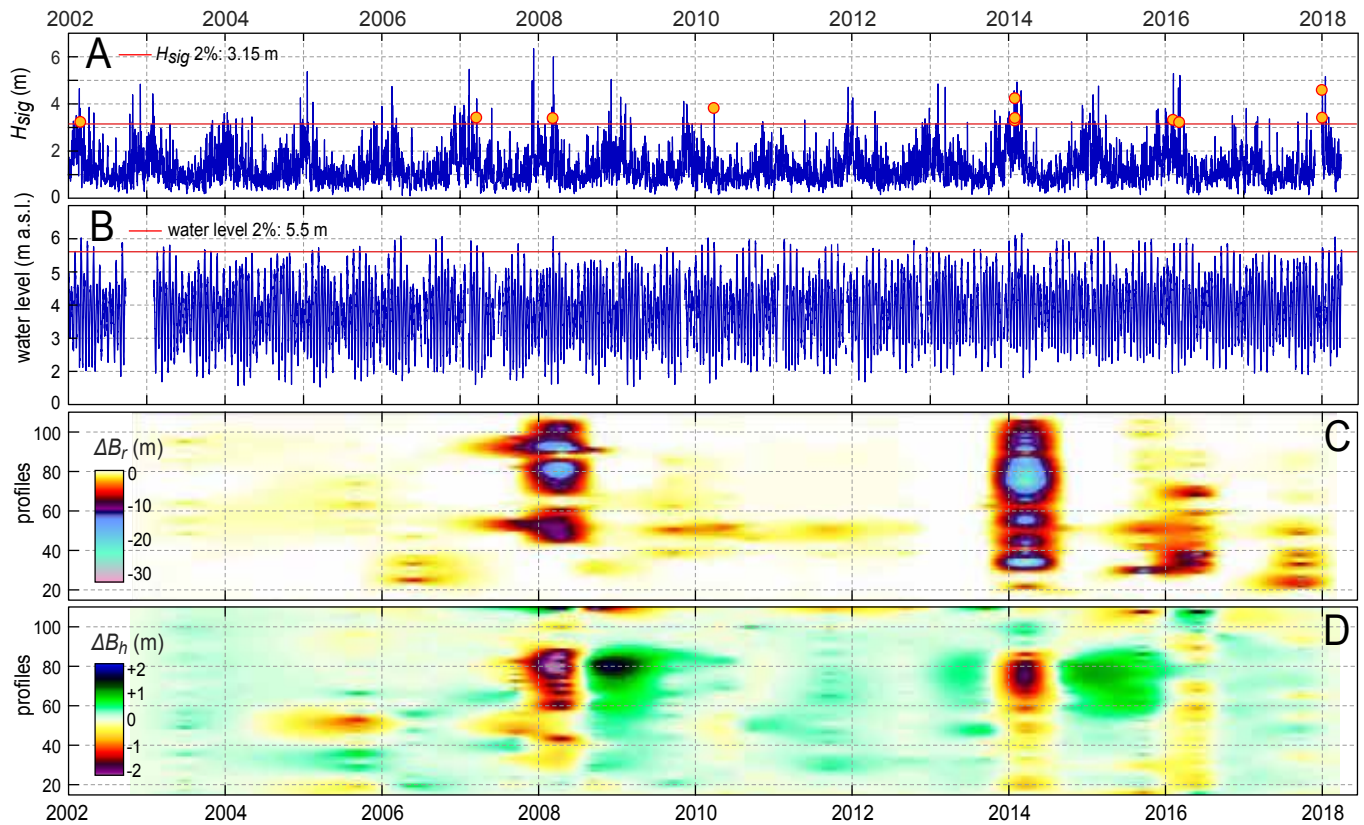 2002 2004 2006 2008 2010 2012 2014 2016 2018
A
Hsig 2%: 3.15 m
Hsig (m)
6
4
2
0
B
water level 2%: 5.5 m
water level (m a.s.l.)
6
5
4
3
2
1
0
C
ΔBr (m)
0
-10
-20
-30
profiles
100
80
60
40
20
D
ΔBh (m)
+2
+1
0
-1
-2
profiles
100
80
60
40
20
2002 2004 2006 2008 2010 2012 2014 2016 2018